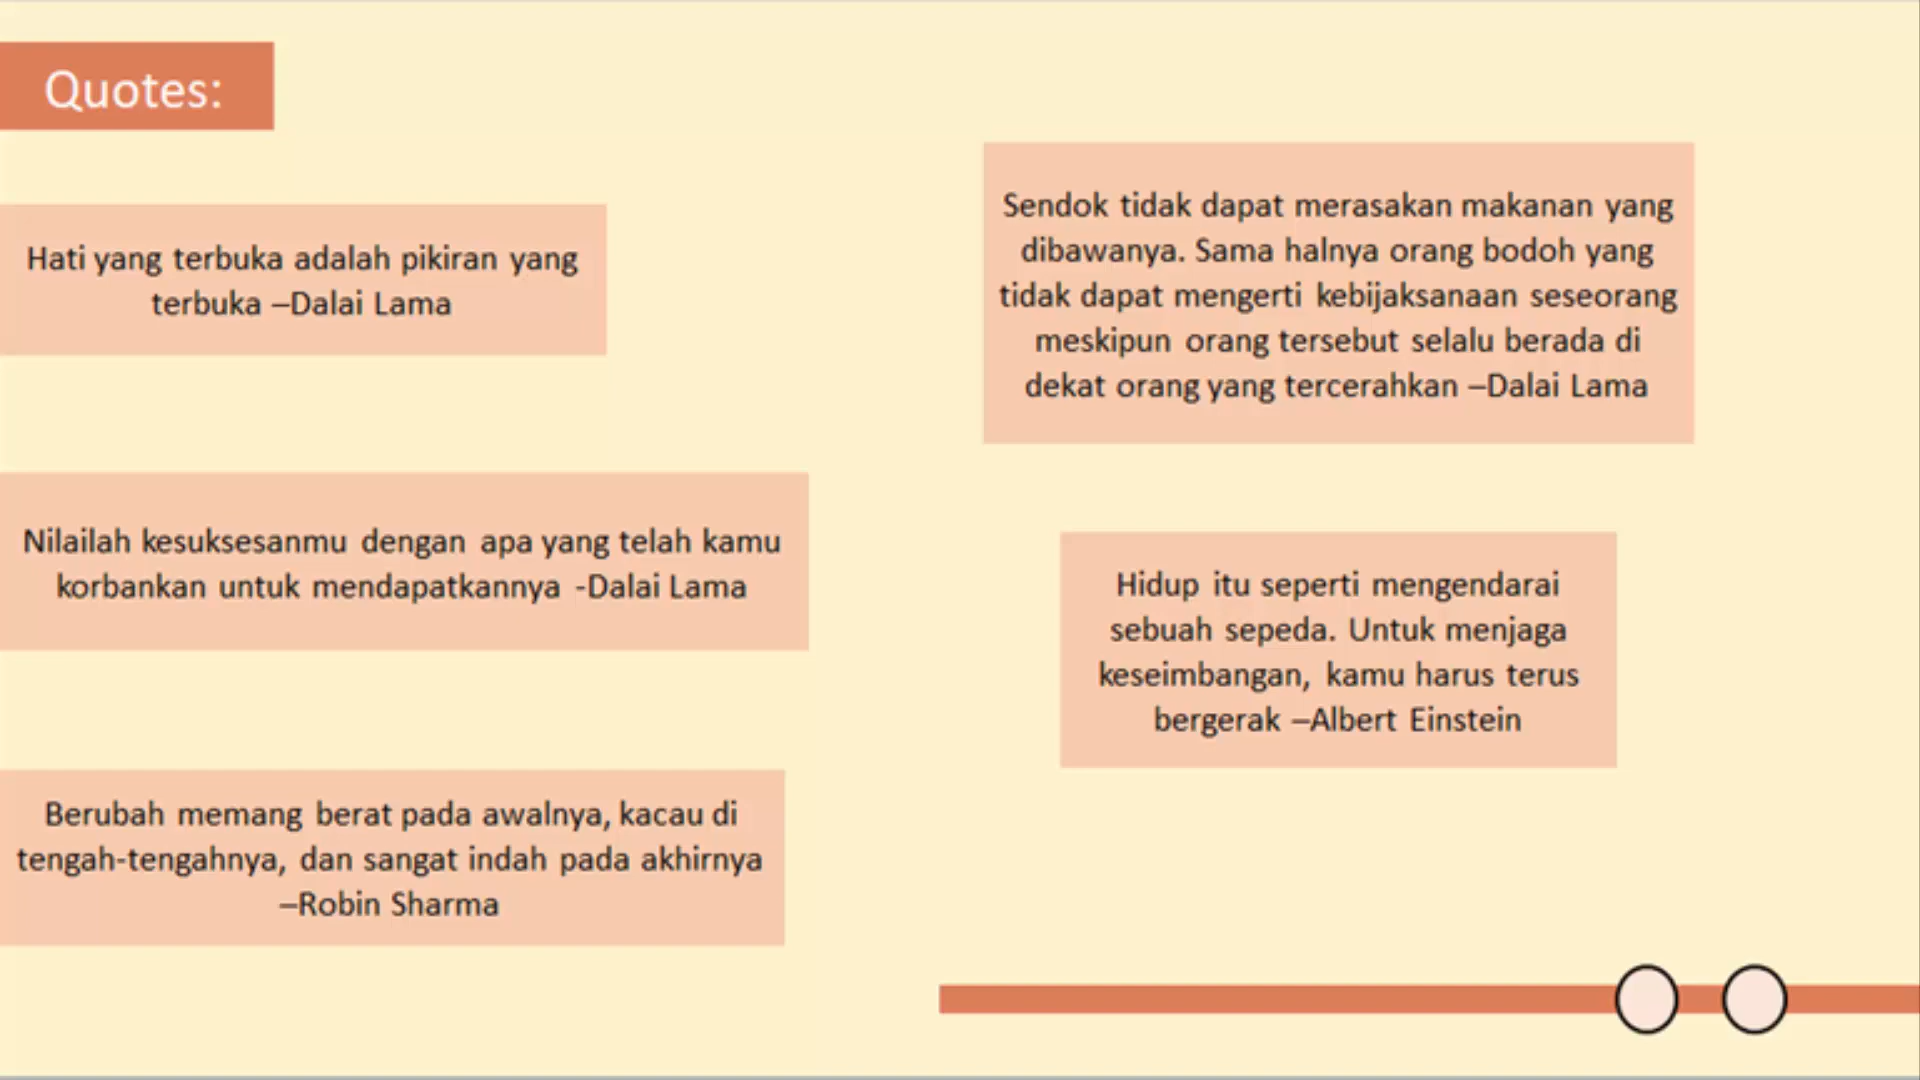 Quotes:
Hati yang terbuka adalah pikiran yang
terbuka –Dalai Lama
Nilailah kesuksesanmu dengan apa yang telah kamu
korbankan untuk mendapatkannya -Dalai Lama
Berubah memang berat pada awalnya, kacau di
tengah-tengahnya, dan sangat indah pada akhirnya
–Robin Sharma
Sendok tidak dapat merasakan makanan yang
dibawanya. Sama halnya orang bodoh yang
tidak dapat mengerti kebijaksanaan seseorang
meskipun orang tersebut selalu berada di
dekat orang yang tercerahkan –Dalai Lama
Hidup itu seperti mengendarai
sebuah sepeda. Untuk menjaga
keseimbangan, kamu harus terus
bergerak –Albert Einstein